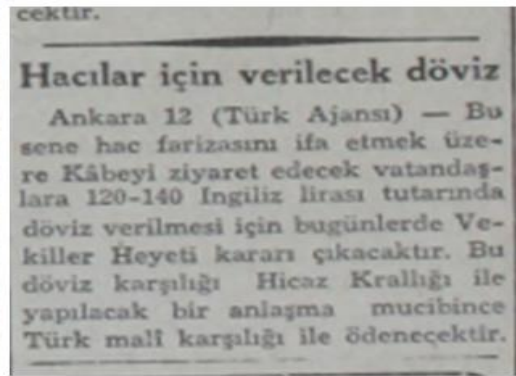 cektir.
Hacılar için verilecek döviz
Ankara 12 (Türk Ajansı) — Bu
sene hac farizasını ifa etmek üze-
re Kâbeyi ziyaret edecek vatandaş-
lara 120-140 Ingiliz lirası tutarında
döviz verilmesi için bugünlerde Ve-
killer Heyeti kararı çıkacaktır. Bu
döviz karşılığı Hicaz Krallığı ile
yapılacak bir anlaşma mucibince
Türk malî karşılığı ile ödenecektir.